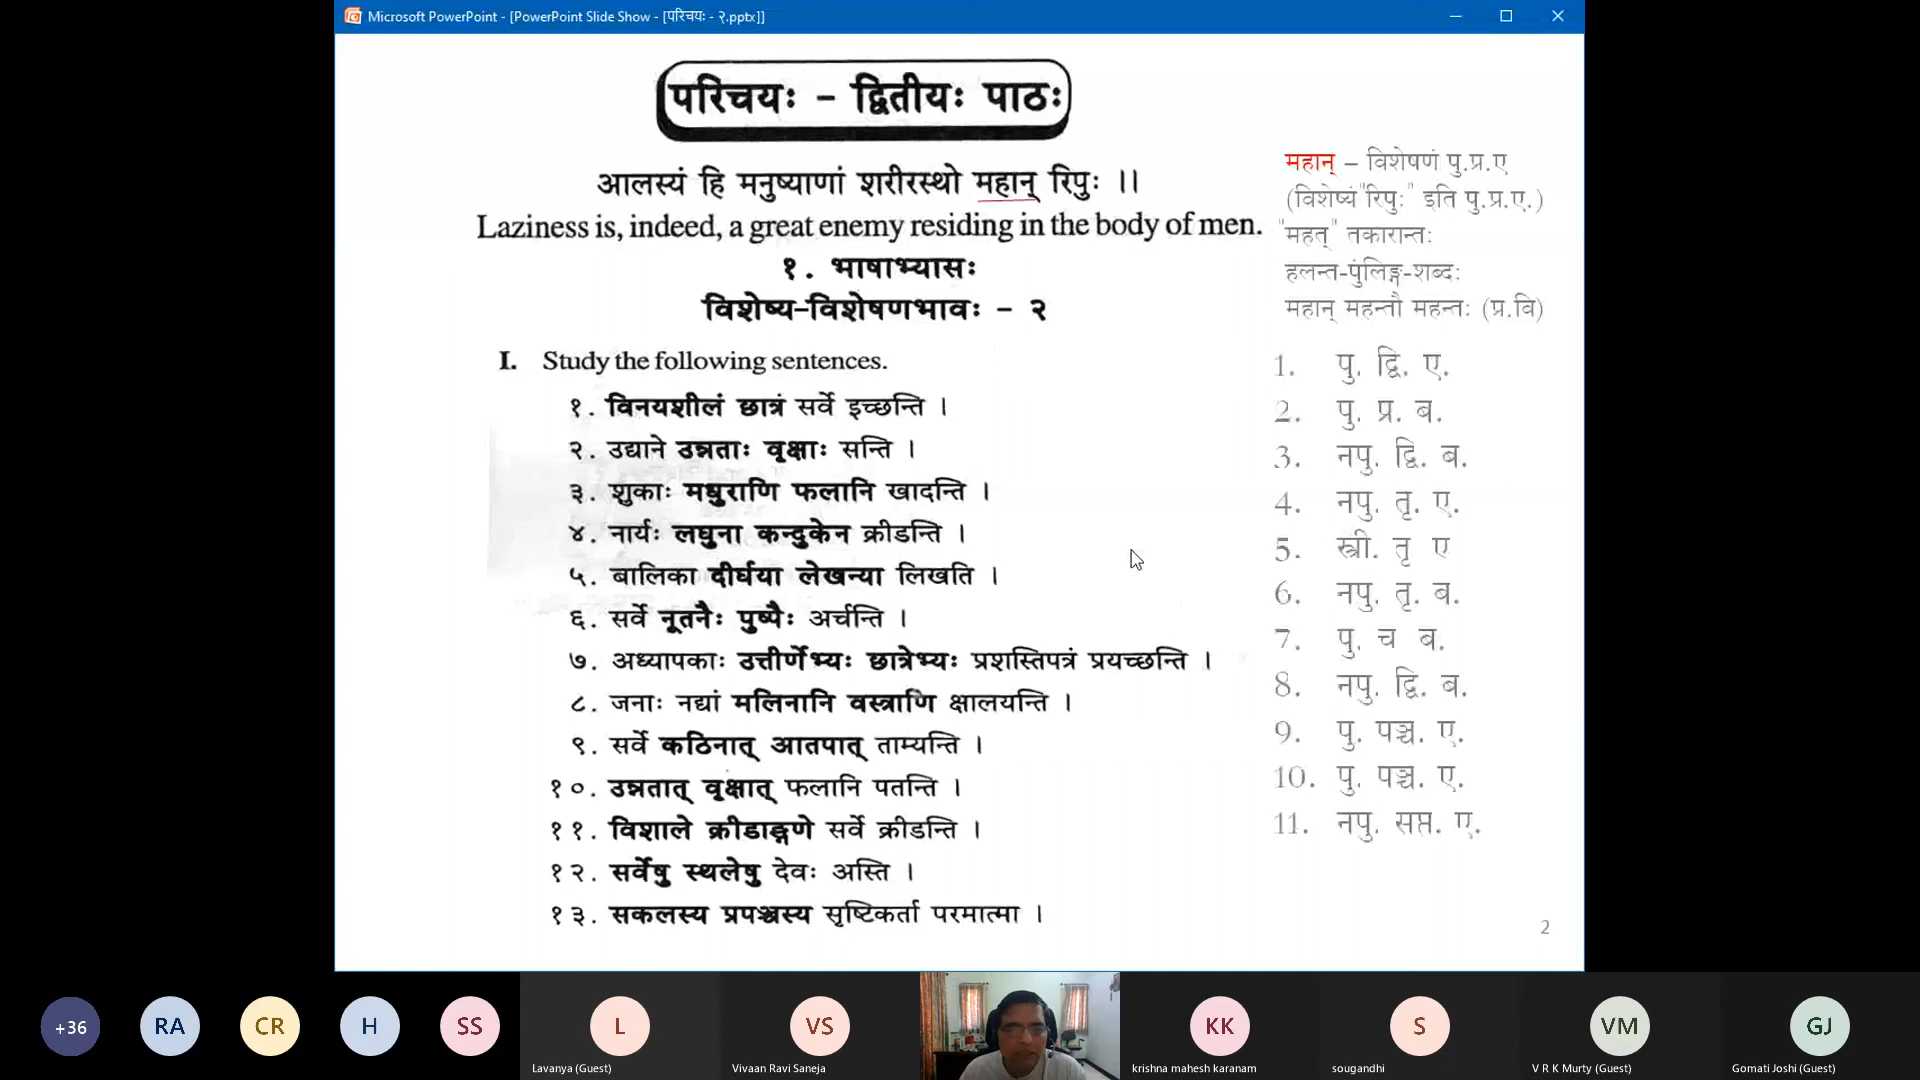 Microsoft PowerPoint - [PowerPoint Slide Show - [परिचयः - २.pptx]]
परिचयः - द्वितीयः पाठः
आलस्यं हि मनुष्याणां शरीरस्थो महान् रिपुः ।।
Laziness is, indeed, a great enemy residing in the body of men.
१. भाषाभ्यासः
विशेष्य-विशेषणभावः - २
महान् – विशेषणं पु.प्र.ए
(विशेष्यं "रिपुः" इति पु.प्र.ए.)
"महत्" तकारान्तः
हलन्त-पुंलिङ्ग-शब्दः
महान् महन्तौ महन्तः (प्र.वि)
I. Study the following sentences.
१. विनयशीलं छात्रं सर्वे इच्छन्ति ।
२. उद्याने उन्नताः वृक्षाः सन्ति ।
३. शुकाः मधुराणि फलानि खादन्ति ।
४. नार्यः लघुना कन्दुकेन क्रीडन्ति ।
५. बालिका दीर्घया लेखन्या लिखति ।
६. सर्वे नूतनैः पुष्पैः अर्चन्ति ।
७. अध्यापकाः उत्तीर्णेभ्यः छात्रेभ्यः प्रशस्तिपत्रं प्रयच्छन्ति ।
८. जनाः नद्यां मलिनानि वस्त्राणि क्षालयन्ति ।
९. सर्वे कठिनात् आतपात् ताम्यन्ति ।
१०. उन्नतात् वृक्षात् फलानि पतन्ति ।
११. विशाले क्रीडाङ्गणे सर्वे क्रीडन्ति ।
१२. सर्वेषु स्थलेषु देवः अस्ति ।
१३. सकलस्य प्रपञ्चस्य सृष्टिकर्ता परमात्मा ।
1. पु. द्वि. ए.
2. पु. प्र. ब.
3. नपु. द्वि. ब.
4. नपु. तृ. ए.
5. स्त्री. तृ ए
6. नपु. तृ. ब.
7. पु. च ब.
8. नपु. द्वि. ब.
9. पु. पञ्च. ए.
10. पु. पञ्च. ए.
11. नपु. सप्त. ए.
2
+36
RA
CR
H
SS
L
VS
KK
S
VM
GJ
Lavanya (Guest)
Vivaan Ravi Saneja
krishna mahesh karanam
sougandhi
V R K Murty (Guest)
Gomati Joshi (Guest)